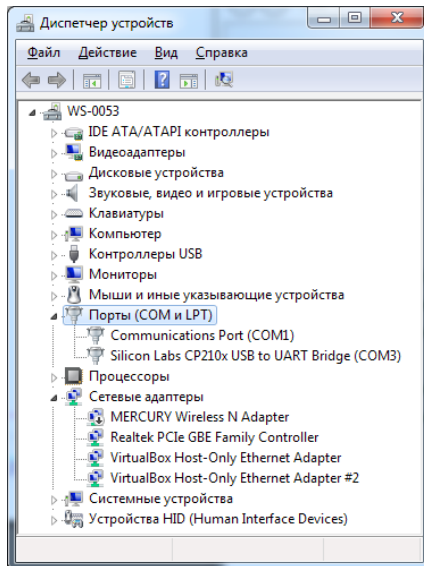 Диспетчер устройств
Файл Действие Вид Справка
WS-0053
IDE ATA/ATAPI контроллеры
Видеоадаптеры
Дисковые устройства
Звуковые, видео и игровые устройства
Клавиатуры
Компьютер
Контроллеры USB
Мониторы
Мыши и иные указывающие устройства
Порты (COM и LPT)
Communications Port (COM1)
Silicon Labs CP210x USB to UART Bridge (COM3)
Процессоры
Сетевые адаптеры
MERCURY Wireless N Adapter
Realtek PCIe GBE Family Controller
VirtualBox Host-Only Ethernet Adapter
VirtualBox Host-Only Ethernet Adapter #2
Системные устройства
Устройства HID (Human Interface Devices)